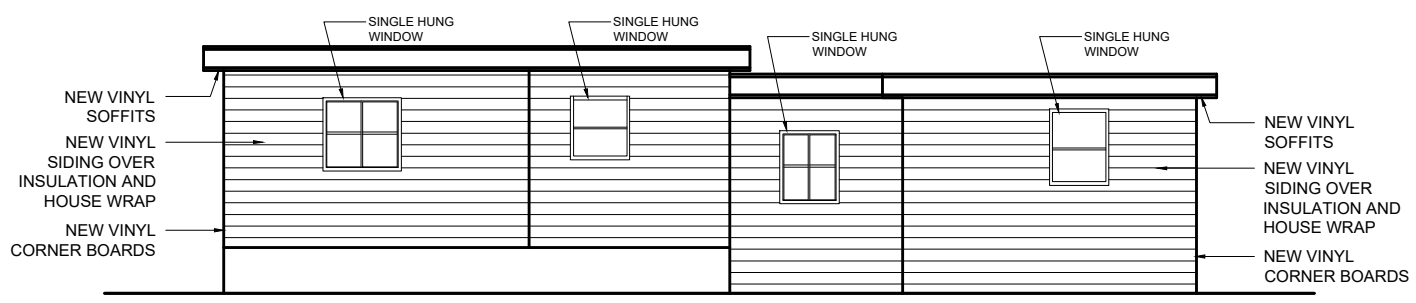 SINGLE HUNG
WINDOW
SINGLE HUNG
WINDOW
SINGLE HUNG
WINDOW
SINGLE HUNG
WINDOW
NEW VINYL
SOFFITS
NEW VINYL
SIDING OVER
INSULATION AND
HOUSE WRAP
NEW VINYL
CORNER BOARDS
NEW VINYL
SOFFITS
NEW VINYL
SIDING OVER
INSULATION AND
HOUSE WRAP
NEW VINYL
CORNER BOARDS